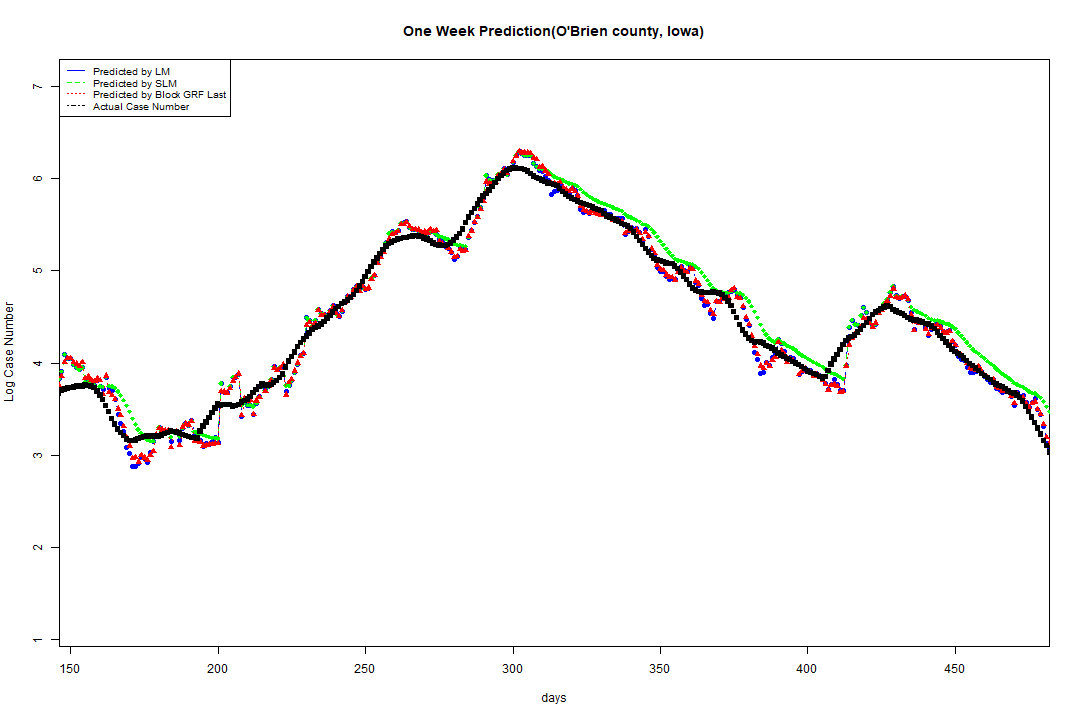 One Week Prediction(O'Brien county, Iowa)
Predicted by LM
Predicted by SLM
Predicted by Block GRF Last
Actual Case Number
Log Case Number
7
6
5
4
3
2
1
150 200 250 300 350 400 450
days